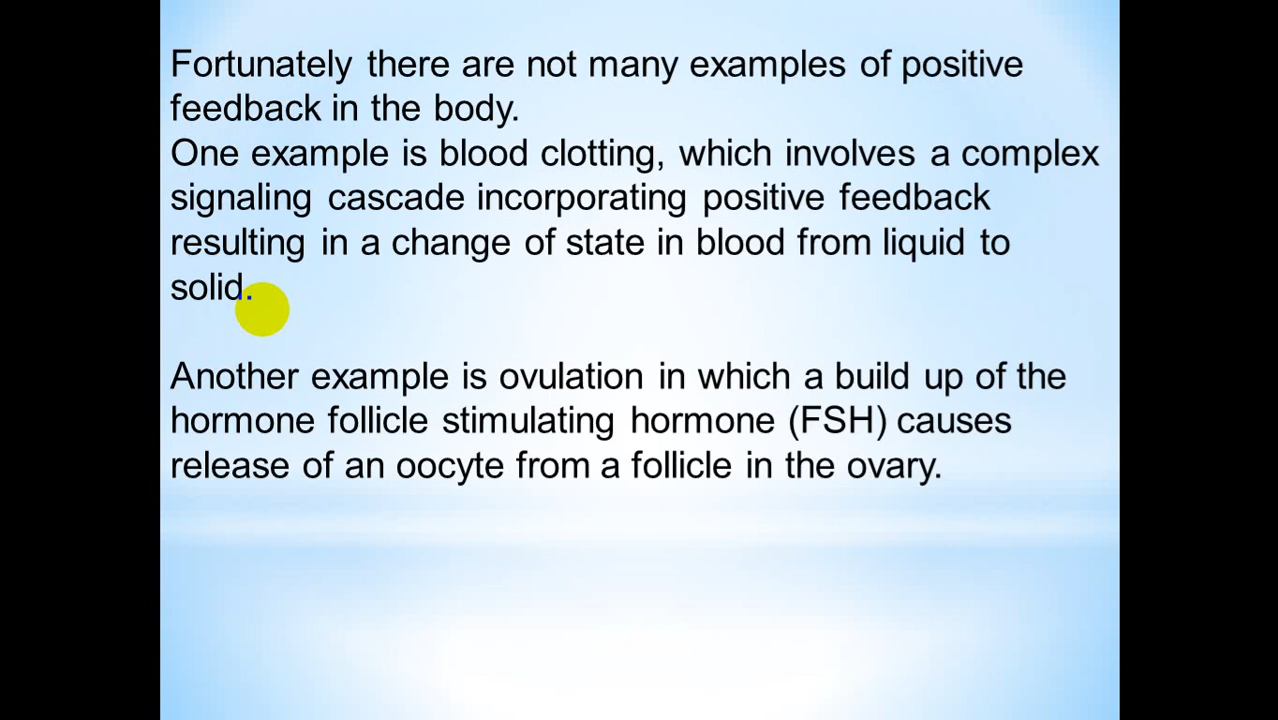 Fortunately there are not many examples of positive
feedback in the body.
One example is blood clotting, which involves a complex
signaling cascade incorporating positive feedback
resulting in a change of state in blood from liquid to
solid.
Another example is ovulation in which a build up of the
hormone follicle stimulating hormone (FSH) causes
release of an oocyte from a follicle in the ovary.